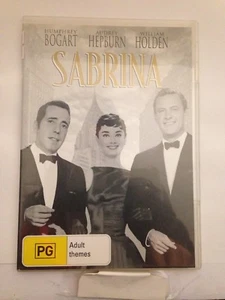 HUMPHREY AUDREY WILLIAM
BOGART HEPBURN HOLDEN
SABRINA
PG Adult
themes